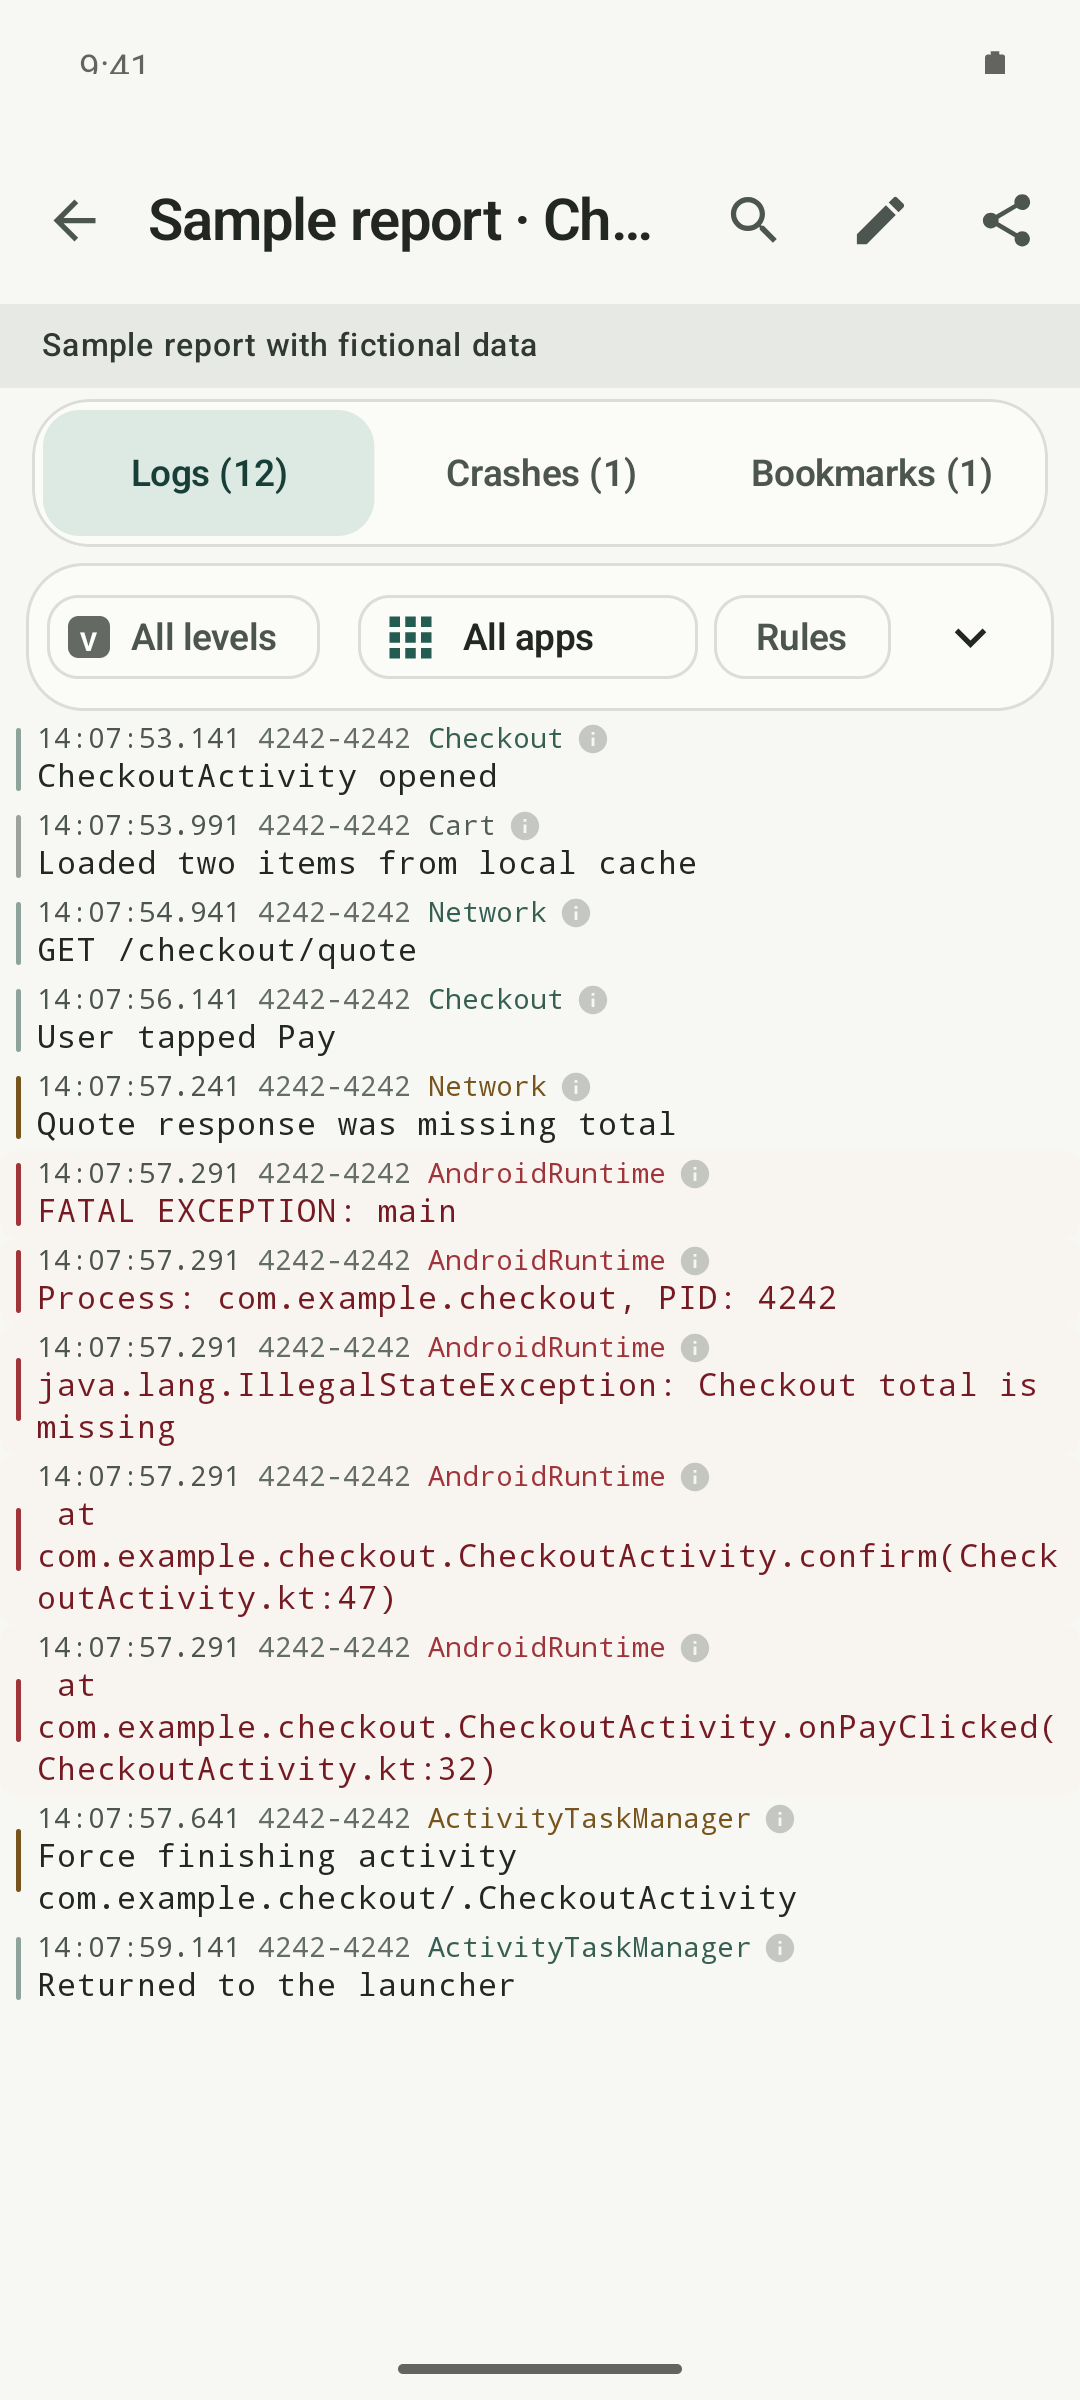 9:41
Sample report · Ch...
Sample report with fictional data
Logs (12)
Crashes (1)
Bookmarks (1)
V All levels
All apps
Rules
14:07:53.141 4242-4242 Checkout i
CheckoutActivity opened
14:07:53.991 4242-4242 Cart i
Loaded two items from local cache
14:07:54.941 4242-4242 Network i
GET /checkout/quote
14:07:56.141 4242-4242 Checkout i
User tapped Pay
14:07:57.241 4242-4242 Network i
Quote response was missing total
14:07:57.291 4242-4242 AndroidRuntime i
FATAL EXCEPTION: main
14:07:57.291 4242-4242 AndroidRuntime i
Process: com.example.checkout, PID: 4242
14:07:57.291 4242-4242 AndroidRuntime i
java.lang.IllegalStateException: Checkout total is
missing
14:07:57.291 4242-4242 AndroidRuntime i
at
com.example.checkout.CheckoutActivity.confirm(Check
outActivity.kt:47)
14:07:57.291 4242-4242 AndroidRuntime i
at
com.example.checkout.CheckoutActivity.onPayClicked(
CheckoutActivity.kt:32)
14:07:57.641 4242-4242 ActivityTaskManager i
Force finishing activity
com.example.checkout/.CheckoutActivity
14:07:59.141 4242-4242 ActivityTaskManager i
Returned to the launcher